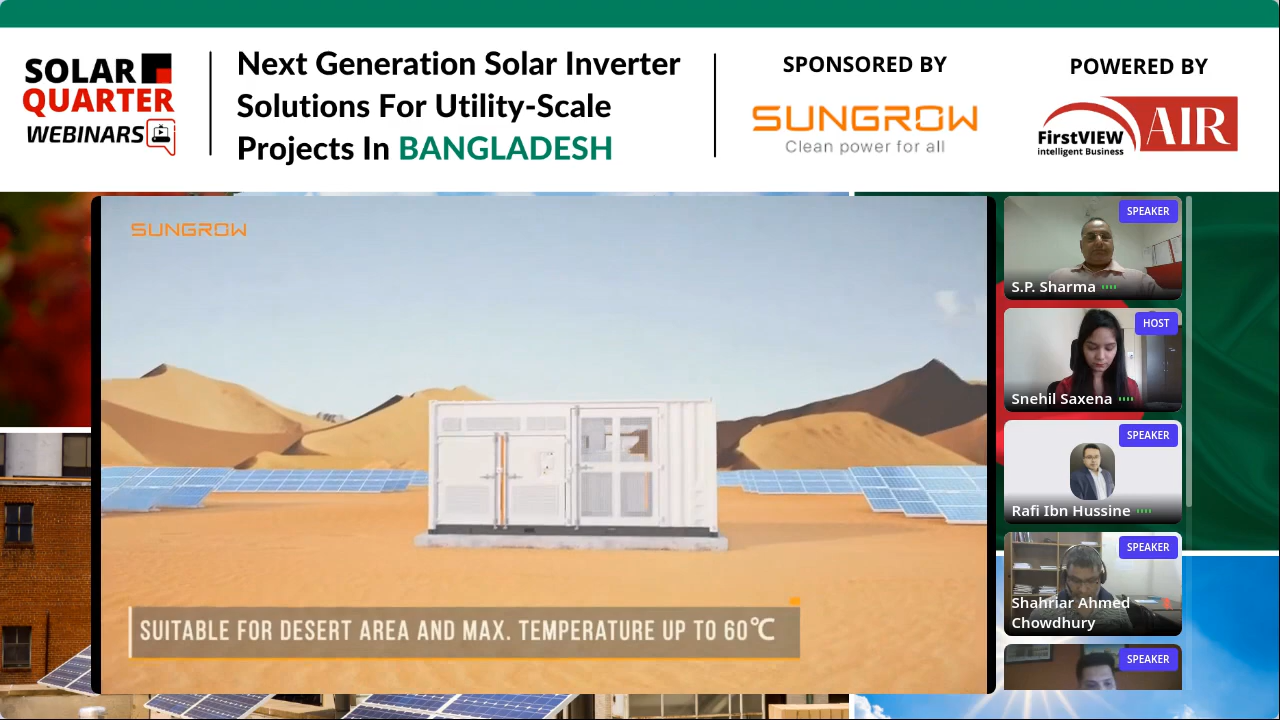 SOLAR
QUARTER
WEBINARS
Next Generation Solar Inverter
Solutions For Utility-Scale
Projects In BANGLADESH
SPONSORED BY
SUNGROW
Clean power for all
POWERED BY
FirstVIEW
intelligent Business
AIR
SUNGROW
SUITABLE FOR DESERT AREA AND MAX. TEMPERATURE UP TO 60℃
SPEAKER
S.P. Sharma
HOST
Snehil Saxena
SPEAKER
Rafi Ibn Hussine
SPEAKER
Shahriar Ahmed
Chowdhury
SPEAKER